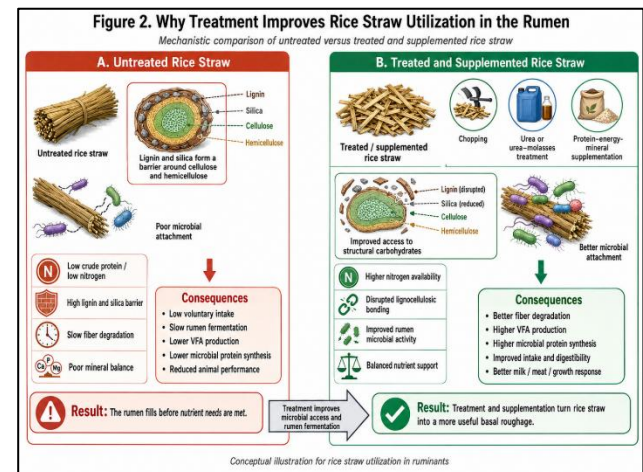 Figure 2. Why Treatment Improves Rice Straw Utilization in the Rumen
Mechanistic comparison of untreated versus treated and supplemented rice straw
A. Untreated Rice Straw
Untreated rice straw
Lignin
Silica
Cellulose
Hemicellulose
Lignin and silica form a
barrier around cellulose
and hemicellulose
Poor microbial
attachment
N
Low crude protein /
low nitrogen
High lignin and silica barrier
Slow fiber degradation
Ca P Mg
Poor mineral balance
Consequences
• Low voluntary intake
• Slow rumen fermentation
• Lower VFA production
• Lower microbial protein synthesis
• Reduced animal performance
Result: The rumen fills before nutrient needs are met.
Treatment improves
microbial access and
rumen fermentation
B. Treated and Supplemented Rice Straw
Treated / supplemented
rice straw
Chopping
Urea or
urea–molasses
treatment
Protein–energy–
mineral
supplementation
Lignin (disrupted)
Silica (reduced)
Cellulose
Hemicellulose
Improved access to
structural carbohydrates
Better microbial
attachment
N
Higher nitrogen availability
Disrupted lignocellulosic
bonding
Improved rumen
microbial activity
Balanced nutrient support
Consequences
• Better fiber degradation
• Higher VFA production
• Higher microbial protein synthesis
• Improved intake and digestibility
• Better milk / meat / growth response
Result: Treatment and supplementation turn rice straw
into a more useful basal roughage.
Conceptual illustration for rice straw utilization in ruminants